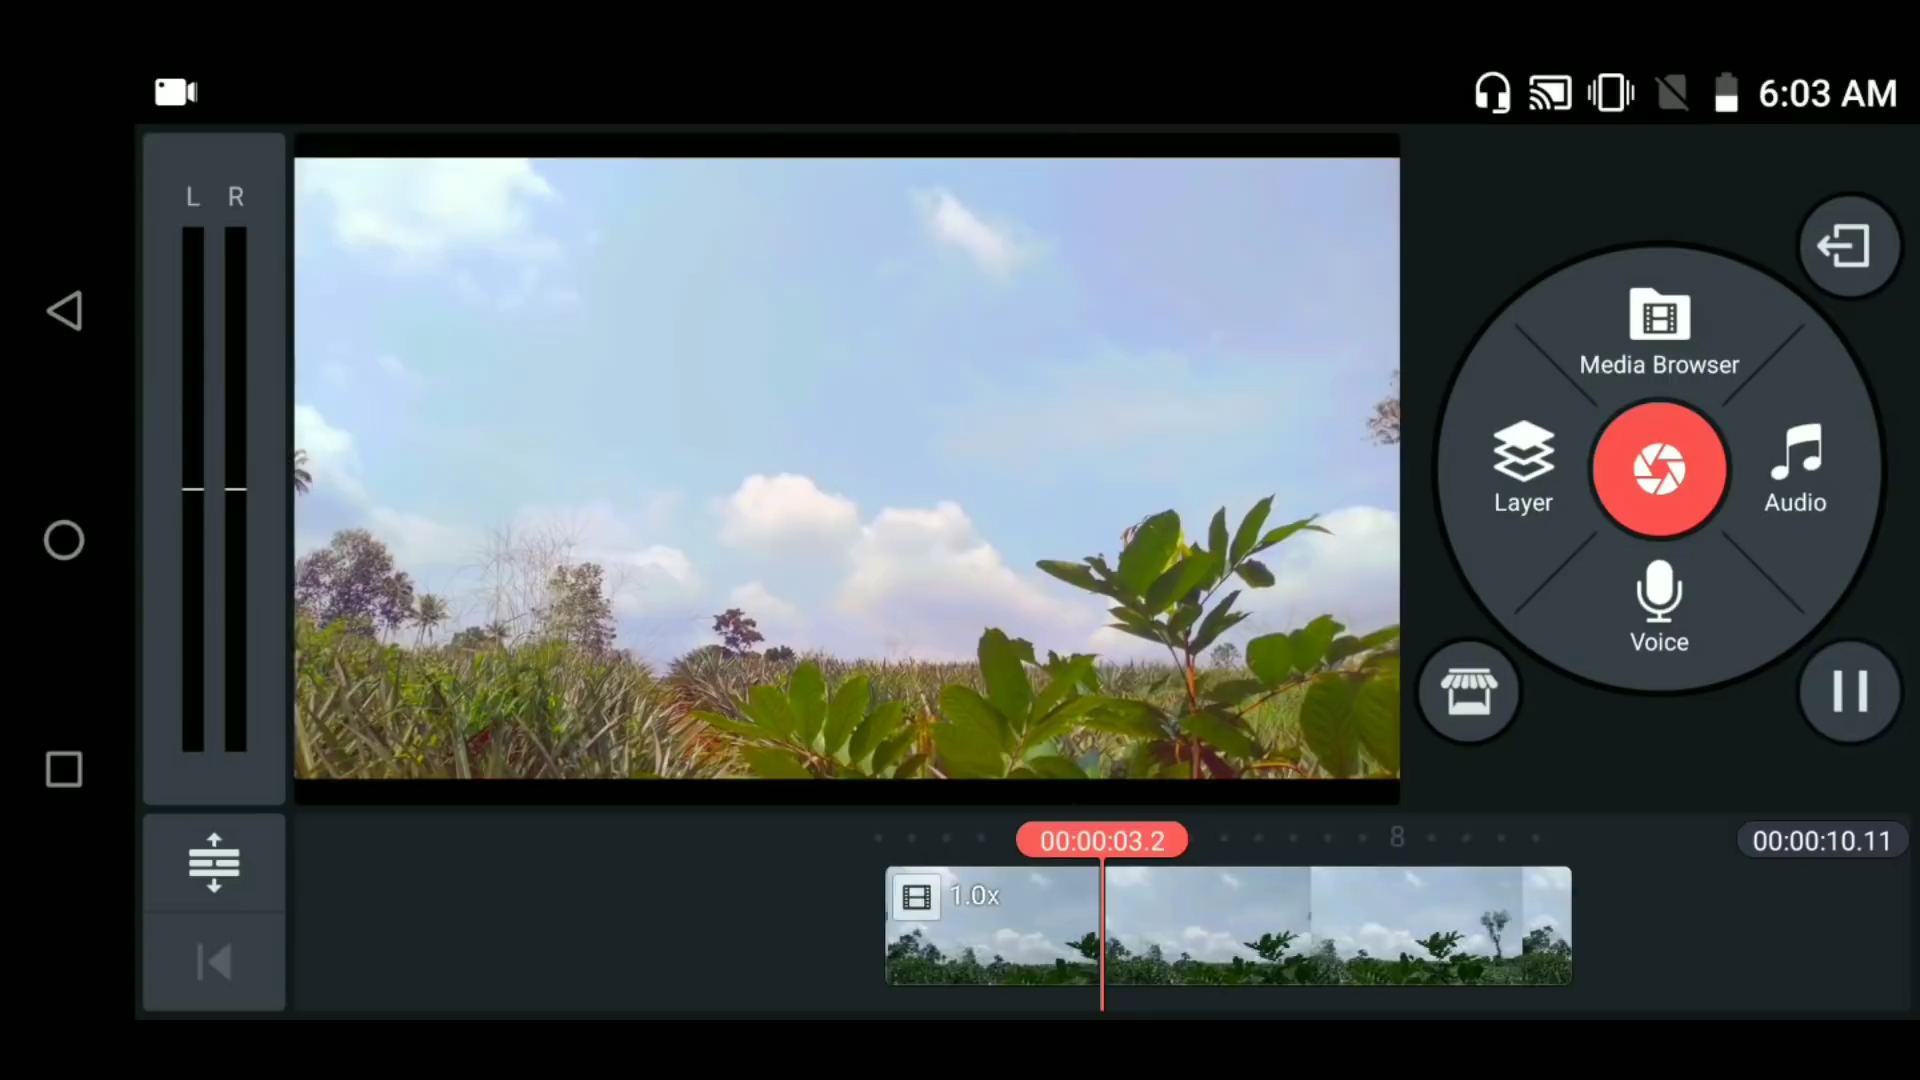 6:03 AM
L R
Media Browser
Layer
Audio
Voice
00:00:03.2
8
00:00:10.11
1.0x